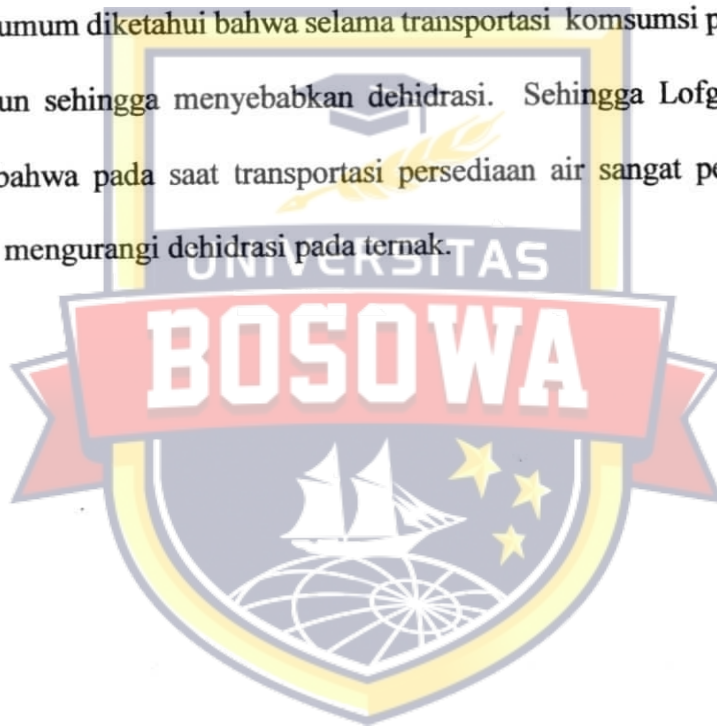 umum diketahui bahwa selama transportasi komsumsi p
un sehingga menyebabkan dehidrasi. Sehingga Lofg
bahwa pada saat transportasi persediaan air sangat pe
mengurangi dehidrasi pada ternak.
UNIVERSITAS
BOSOWA